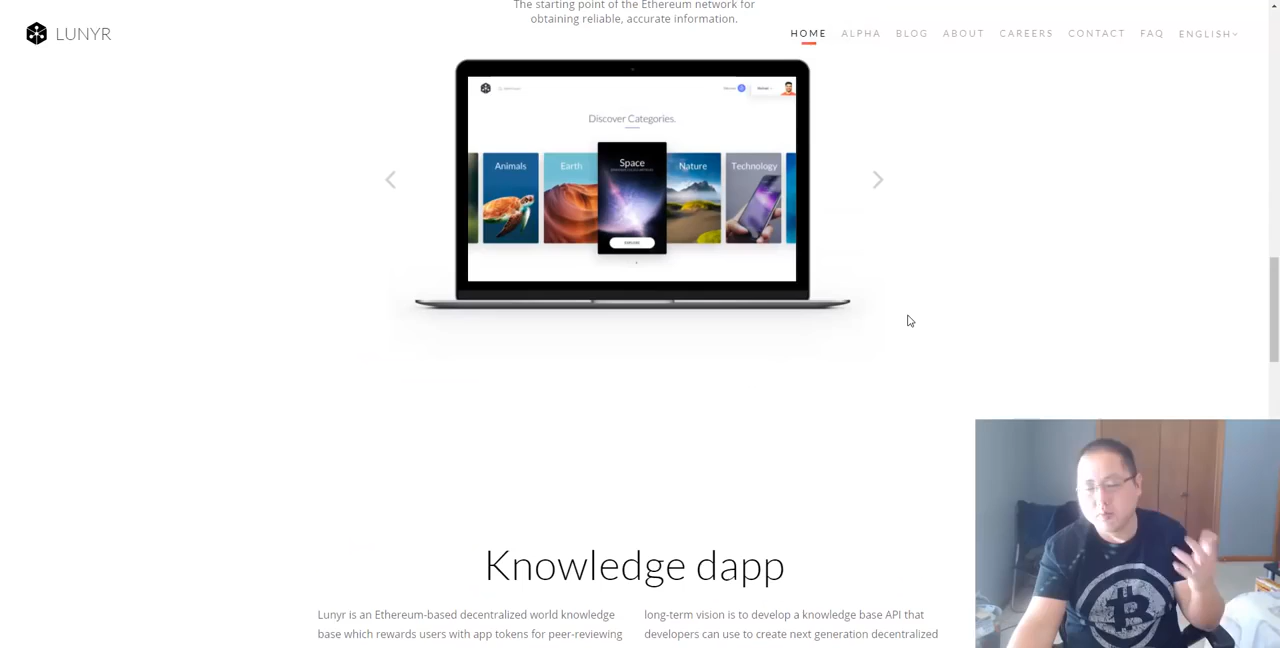 The starting point of the Ethereum network for
obtaining reliable, accurate information.
LUNYR
HOME ALPHA BLOG ABOUT CAREERS CONTACT FAQ ENGLISH
Discover Categories.
Animals Earth Space Nature Technology
Knowledge dapp
Lunyr is an Ethereum-based decentralized world knowledge
base which rewards users with app tokens for peer-reviewing
long-term vision is to develop a knowledge base API that
developers can use to create next generation decentralized